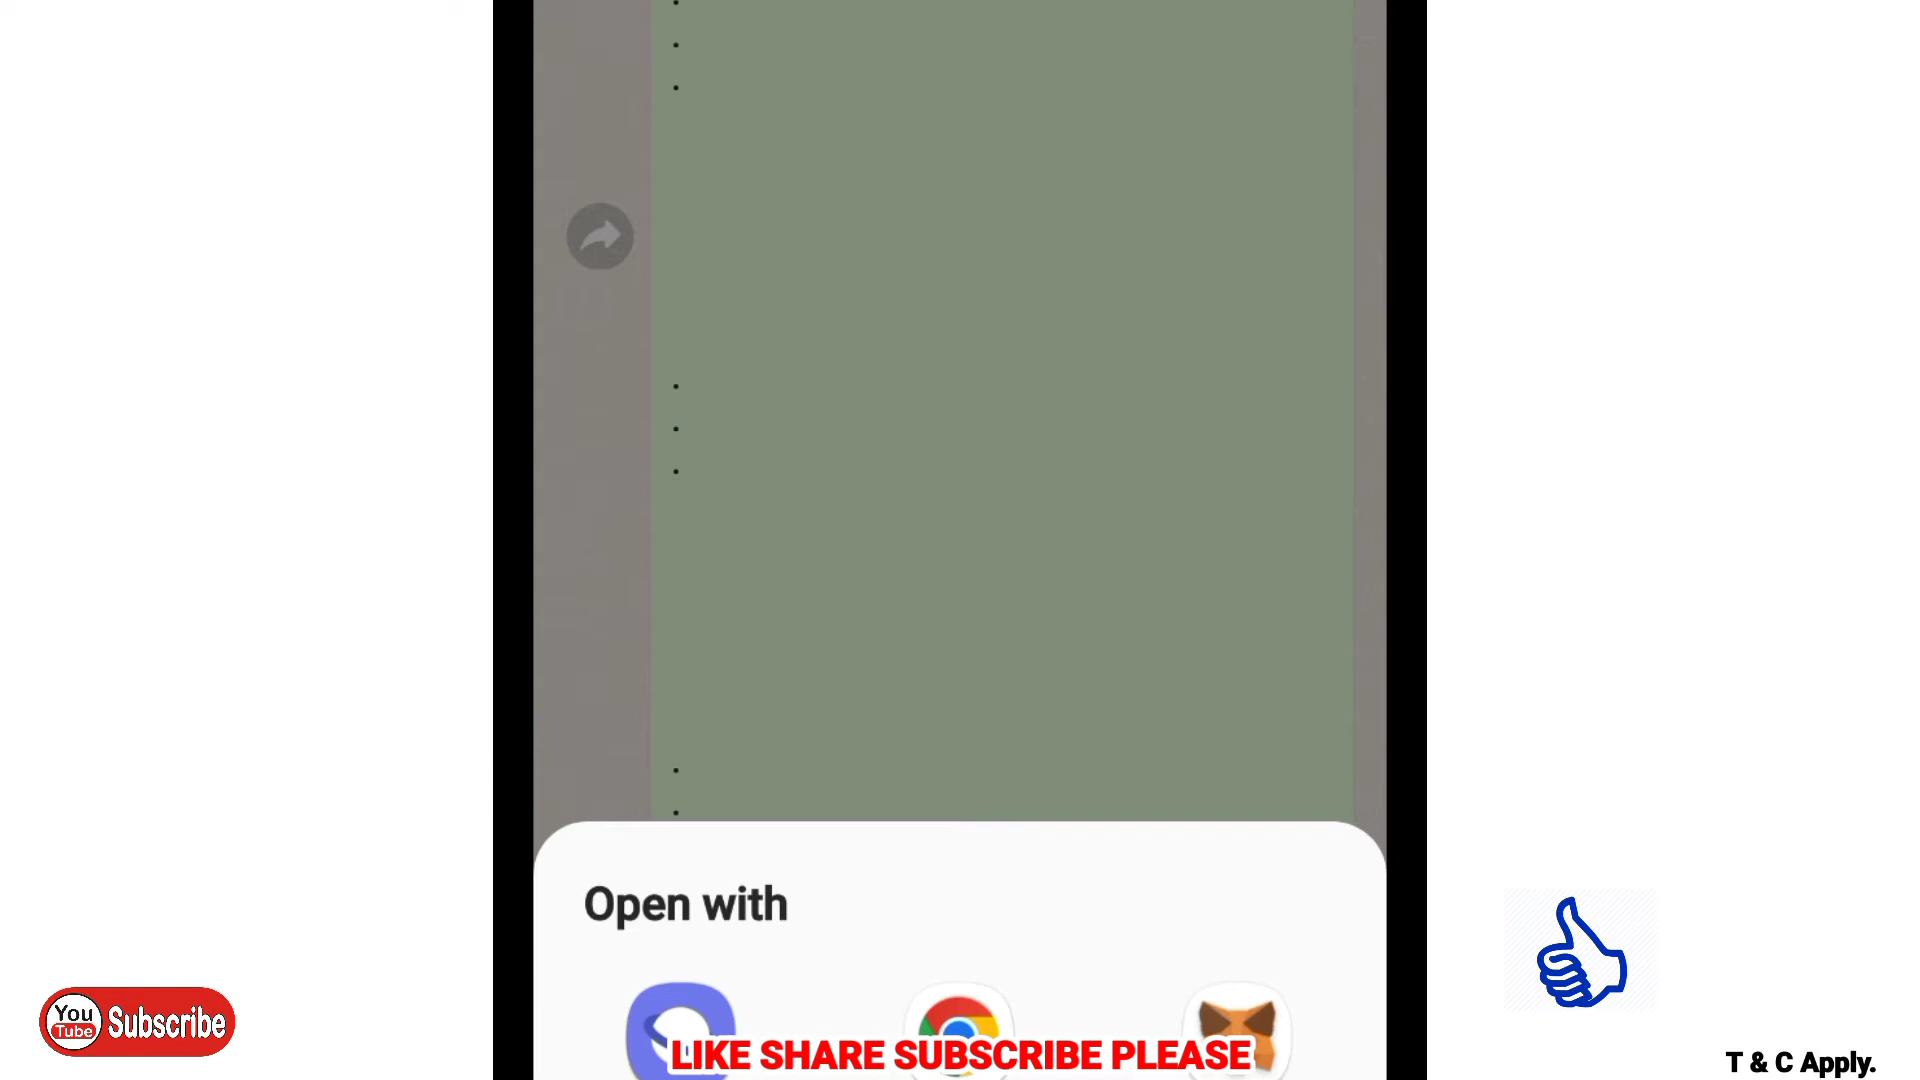 Open with
You
Tube
Subscribe
LIKE SHARE SUBSCRIBE PLEASE
T & C Apply.